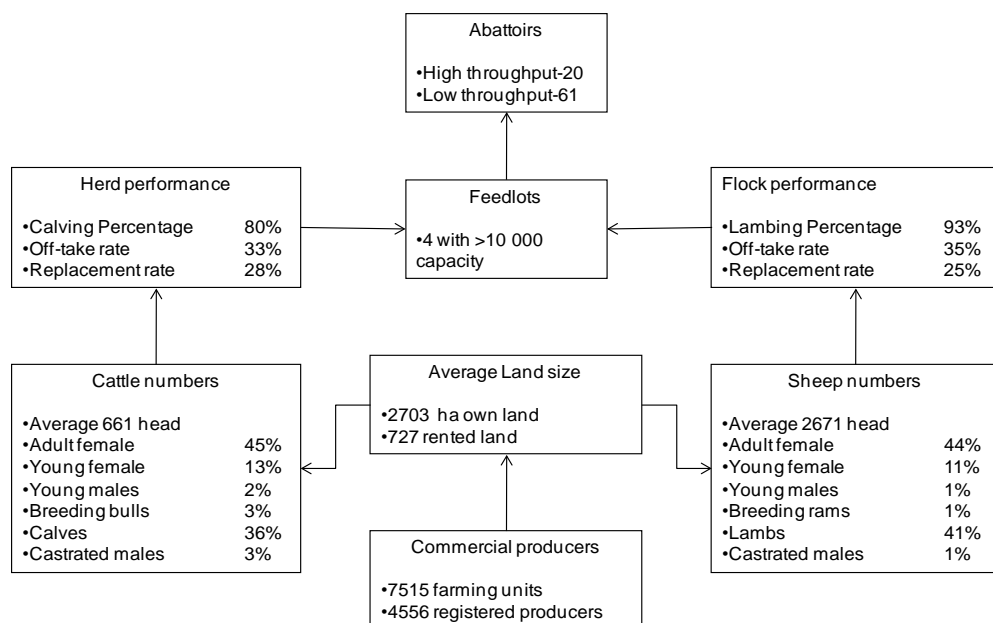 Abattoirs
•High throughput-20
•Low throughput-61
Herd performance
•Calving Percentage 80%
•Off-take rate 33%
•Replacement rate 28%
Feedlots
•4 with >10 000
capacity
Flock performance
•Lambing Percentage 93%
•Off-take rate 35%
•Replacement rate 25%
Cattle numbers
•Average 661 head
•Adult female 45%
•Young female 13%
•Young males 2%
•Breeding bulls 3%
•Calves 36%
•Castrated males 3%
Average Land size
•2703 ha own land
•727 rented land
Sheep numbers
•Average 2671 head
•Adult female 44%
•Young female 11%
•Young males 1%
•Breeding rams 1%
•Lambs 41%
•Castrated males 1%
Commercial producers
•7515 farming units
•4556 registered producers